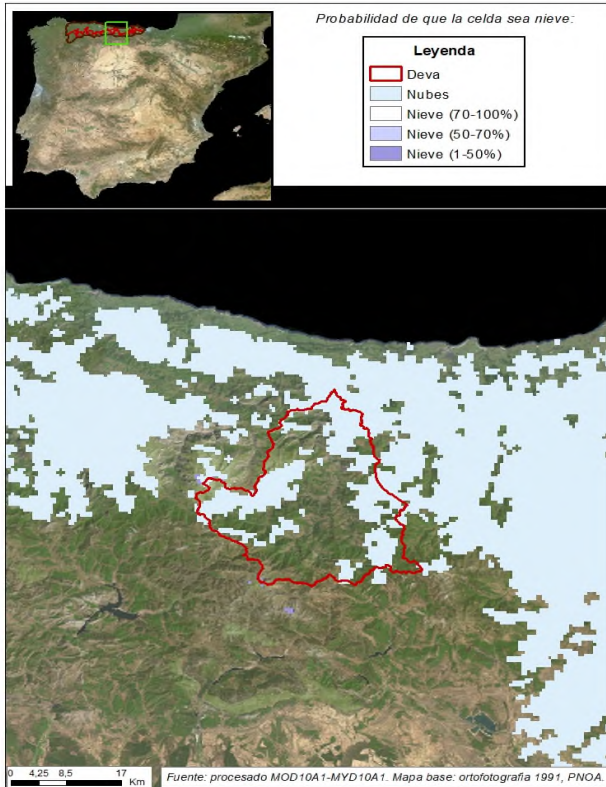 Probabilidad de que la celda sea nieve:
Leyenda
Deva
Nubes
Nieve (70-100%)
Nieve (50-70%)
Nieve (1-50%)
0 4,25 8,5 17
Km
Fuente: procesado MOD10A1-MYD10A1. Mapa base: ortofotografia 1991, PNOA.